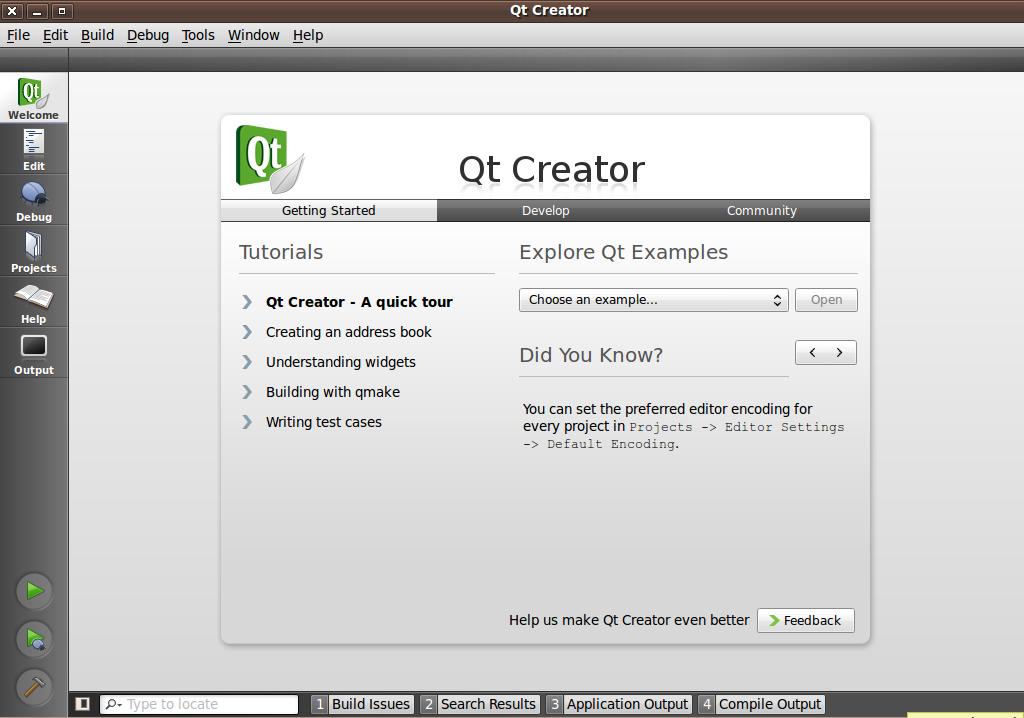 Qt Creator
File Edit Build Debug Tools Window Help
Qt
Welcome
Edit
Debug
Projects
Help
Output
Qt
Qt Creator
Getting Started Develop Community
Tutorials
Qt Creator - A quick tour
Creating an address book
Understanding widgets
Building with qmake
Writing test cases
Explore Qt Examples
Choose an example... Open
Did You Know?
You can set the preferred editor encoding for
every project in Projects -> Editor Settings
-> Default Encoding.
Help us make Qt Creator even better Feedback
Type to locate 1 Build Issues 2 Search Results 3 Application Output 4 Compile Output